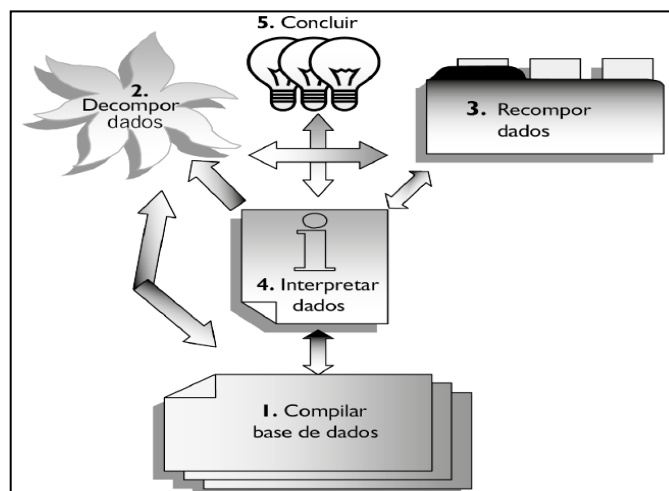 5. Concluir
2.
Decompor
dados
3. Recompor
dados
4. Interpretar
dados
1. Compilar
base de dados